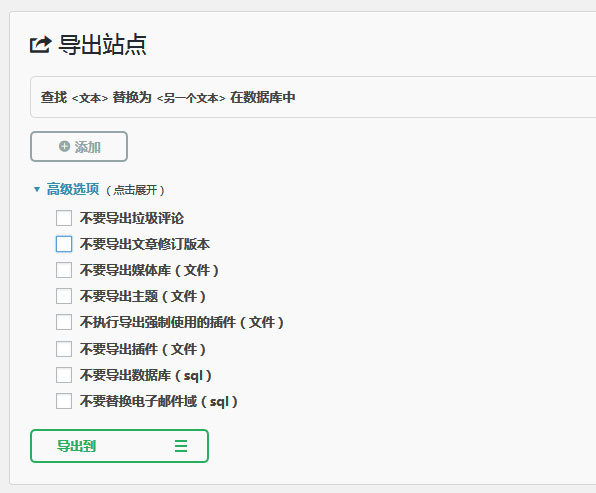 导出站点
查找 <文本> 替换为 <另一个文本> 在数据库中
添加
高级选项 (点击展开)
不要导出垃圾评论
不要导出文章修订版本
不要导出媒体库 (文件)
不要导出主题 (文件)
不执行导出强制使用的插件 (文件)
不要导出插件 (文件)
不要导出数据库 (sql)
不要替换电子邮件域 (sql)
导出到